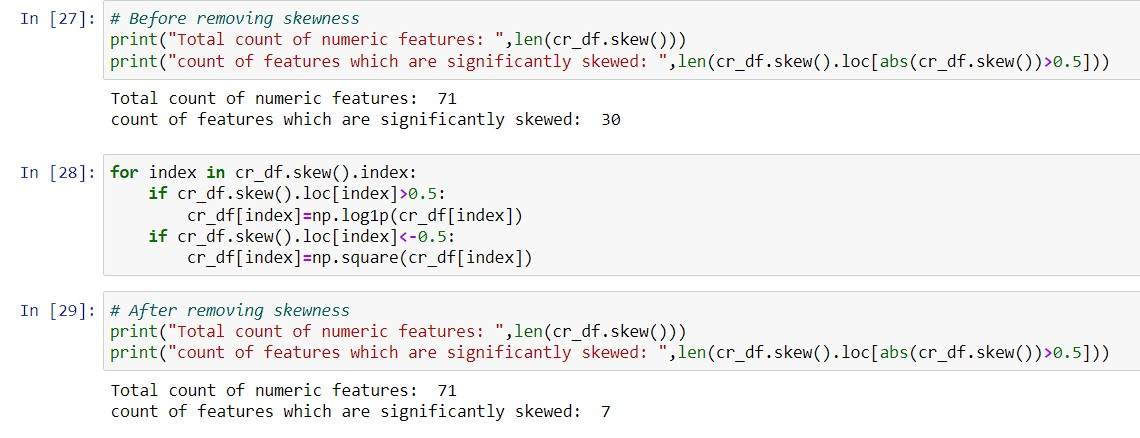 In [27]: # Before removing skewness
print("Total count of numeric features: ",len(cr_df.skew()))
print("count of features which are significantly skewed: ",len(cr_df.skew().loc[abs(cr_df.skew())>0.5]))
Total count of numeric features:  71
count of features which are significantly skewed:  30
In [28]: for index in cr_df.skew().index:
    if cr_df.skew().loc[index]>0.5:
        cr_df[index]=np.log1p(cr_df[index])
    if cr_df.skew().loc[index]<-0.5:
        cr_df[index]=np.square(cr_df[index])
In [29]: # After removing skewness
print("Total count of numeric features: ",len(cr_df.skew()))
print("count of features which are significantly skewed: ",len(cr_df.skew().loc[abs(cr_df.skew())>0.5]))
Total count of numeric features:  71
count of features which are significantly skewed:  7